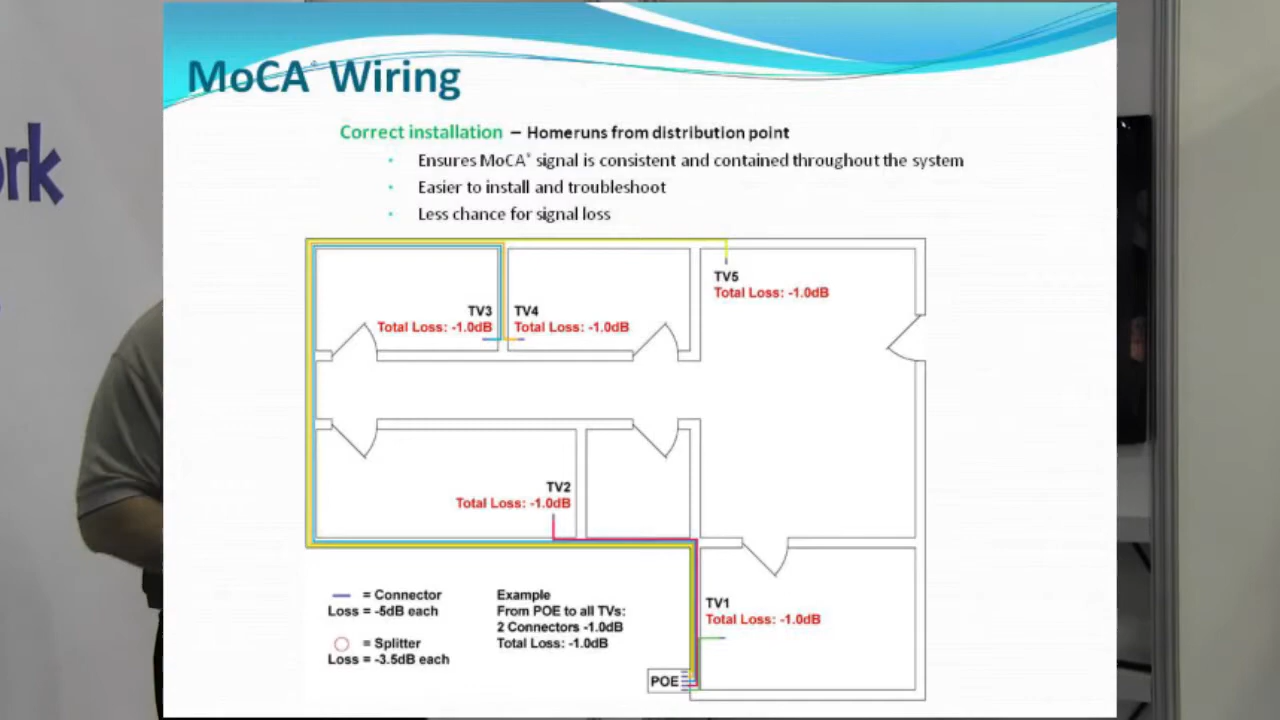 MoCA® Wiring
Correct installation – Homeruns from distribution point
• Ensures MoCA® signal is consistent and contained throughout the system
• Easier to install and troubleshoot
• Less chance for signal loss
rk
TV5
Total Loss: -1.0dB
TV3
Total Loss: -1.0dB
TV4
Total Loss: -1.0dB
TV2
Total Loss: -1.0dB
TV1
Total Loss: -1.0dB
= Connector
Loss = -5dB each
= Splitter
Loss = -3.5dB each
Example
From POE to all TVs:
2 Connectors -1.0dB
Total Loss: -1.0dB
POE